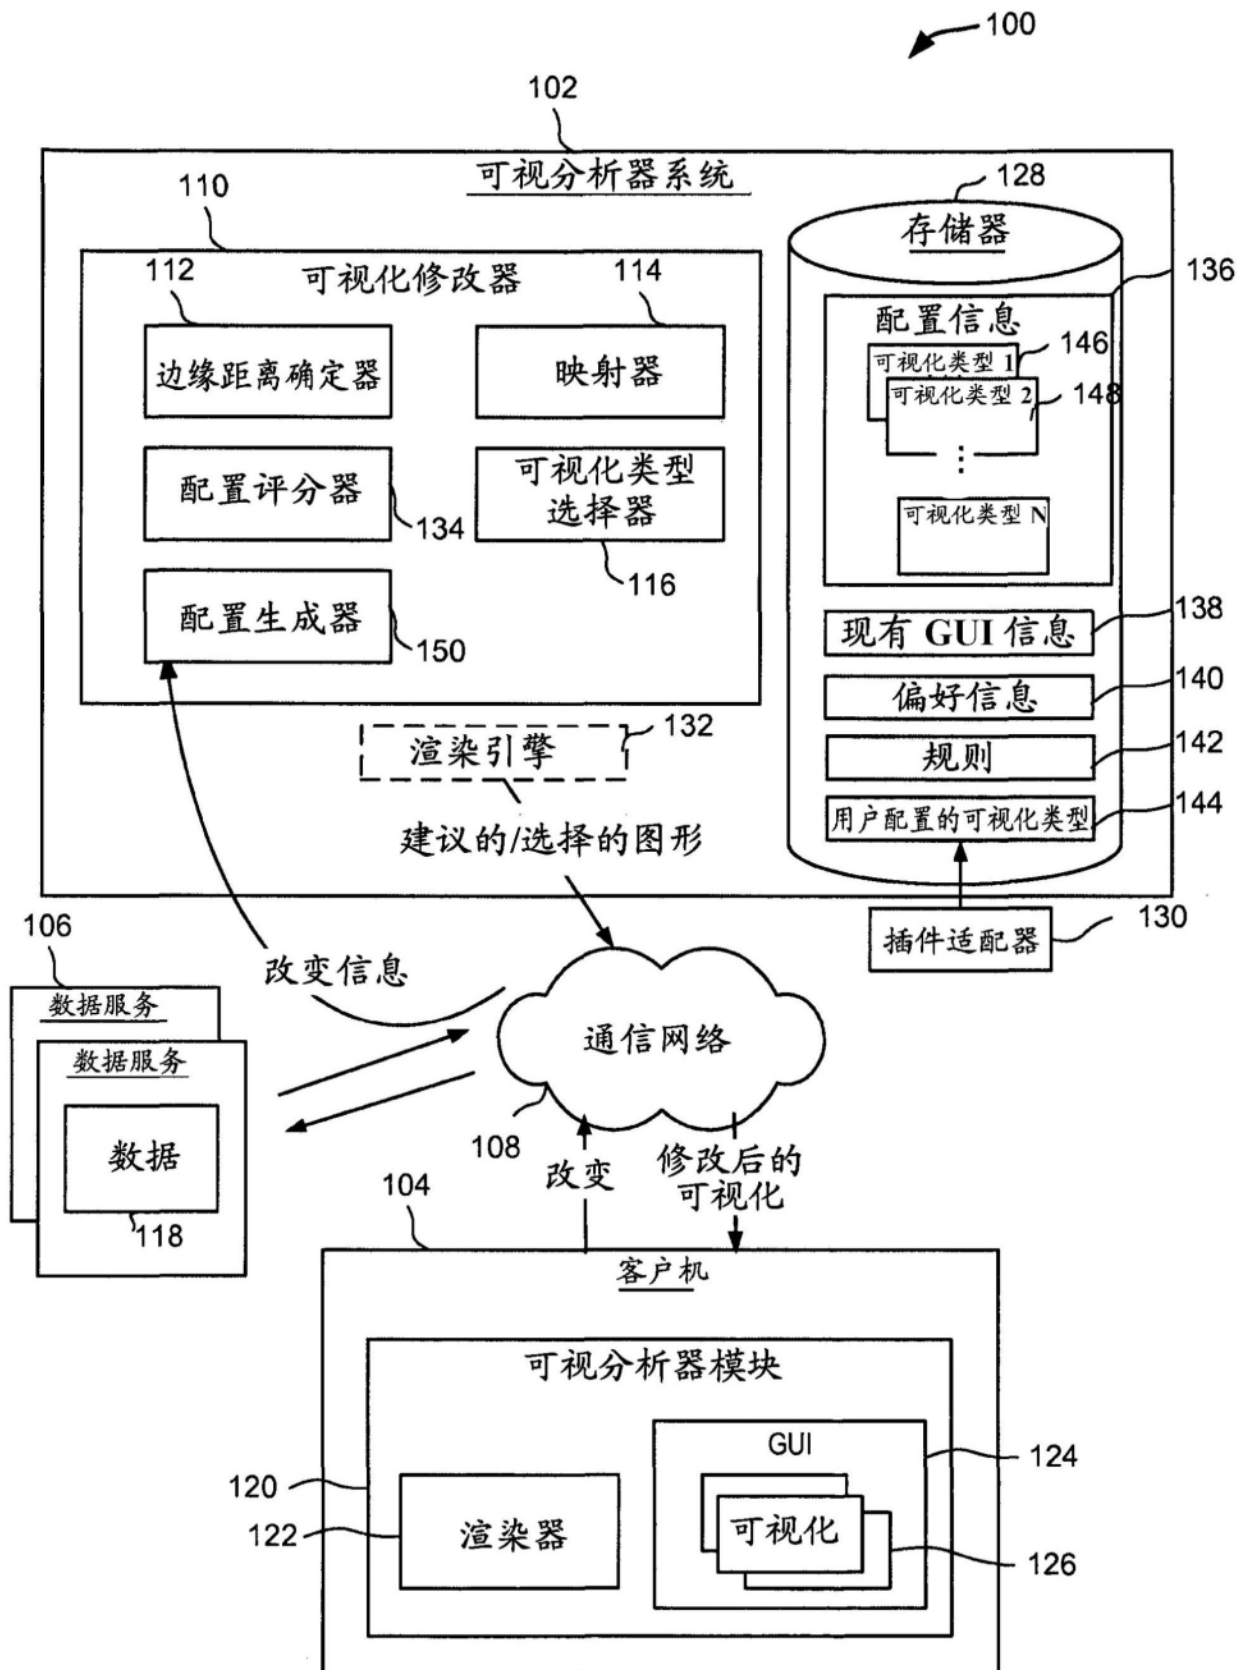 100
102
可视分析器系统
110
128
存储器
112
可视化修改器
114
136
配置信息
边缘距离确定器
映射器
可视化类型 1
146
可视化类型 2
148
⋮
可视化类型 N
配置评分器
134
可视化类型
选择器
116
配置生成器
150
现有 GUI 信息
138
偏好信息
140
渲染引擎
132
规则
142
用户配置的可视化类型
144
建议的/选择的图形
插件适配器
130
106
改变信息
数据服务
数据服务
数据
118
通信网络
108
改变
修改后的
可视化
104
客户机
可视分析器模块
GUI
124
120
122
渲染器
可视化
126